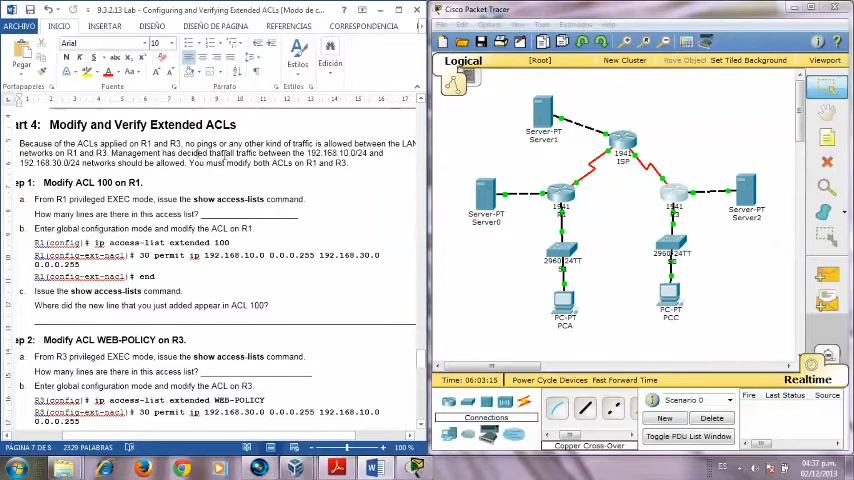 9.3.2.13 Lab - Configuring and Verifying Extended ACLs [Modo de c...
ARCHIVO INICIO INSERTAR DISEÑO DISEÑO DE PÁGINA REFERENCIAS CORRESPONDENCIA
Arial 10
Pegar
N K S
Estilos
Edición
Portapapeles
Fuente
Párrafo
Estilos
art 4: Modify and Verify Extended ACLs
Because of the ACLs applied on R1 and R3, no pings or any other kind of traffic is allowed between the LAN
networks on R1 and R3. Management has decided that all traffic between the 192.168.10.0/24 and
192.168.30.0/24 networks should be allowed. You must modify both ACLs on R1 and R3.
ep 1: Modify ACL 100 on R1.
a. From R1 privileged EXEC mode, issue the show access-lists command.
How many lines are there in this access list?
b. Enter global configuration mode and modify the ACL on R1.
R1(config)# ip access-list extended 100
R1(config-ext-nacl)# 30 permit ip 192.168.10.0 0.0.0.255 192.168.30.0
0.0.0.255
R1(config-ext-nacl)# end
c. Issue the show access-lists command.
Where did the new line that you just added appear in ACL 100?
ep 2: Modify ACL WEB-POLICY on R3.
a. From R3 privileged EXEC mode, issue the show access-lists command.
How many lines are there in this access list?
b. Enter global configuration mode and modify the ACL on R3.
R3(config)# ip access-list extended WEB-POLICY
R3(config-ext-nacl)# 30 permit ip 192.168.30.0 0.0.0.255 192.168.10.0
0.0.0.255
PÁGINA 7 DE 8 2329 PALABRAS 100 %
Cisco Packet Tracer
File Edit Options View Tools Extensions Help
Logical [Root] New Cluster Move Object Set Tiled Background Viewport
Server-PT
Server1
1941
ISP
Server-PT
Server0
1941
R1
1941
R3
Server-PT
Server2
2960-24TT
S1
2960-24TT
S3
PC-PT
PCA
PC-PT
PCC
Time: 06:03:15 Power Cycle Devices Fast Forward Time Realtime
Connections
Copper Cross-Over
Scenario 0
New Delete
Toggle PDU List Window
Fire Last Status Source
ES
04:37 p.m.
02/12/2013